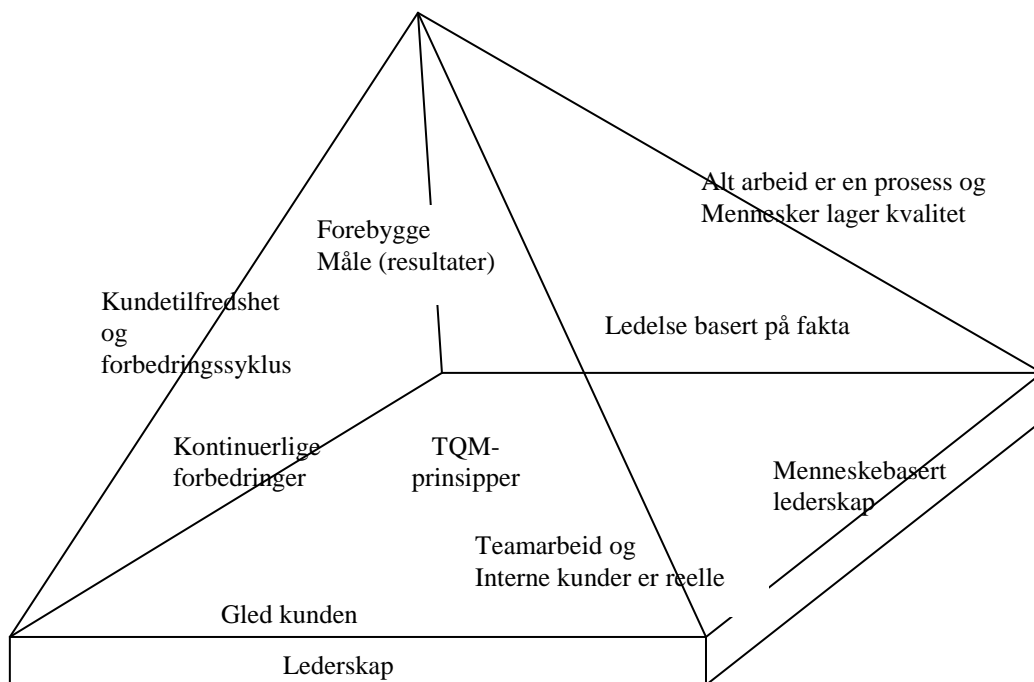 Alt arbeid er en prosess og
Mennesker lager kvalitet
Forebygge
Måle (resultater)
Kundetilfredshet
og
forbedringssyklus
Ledelse basert på fakta
Kontinuerlige
forbedringer
TQM-
prinsipper
Menneskebasert
lederskap
Teamarbeid og
Interne kunder er reelle
Gled kunden
Lederskap